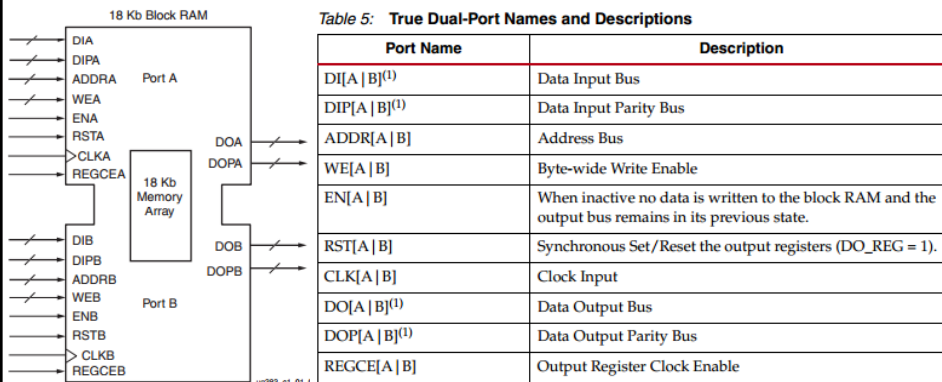 18 Kb Block RAM
DIA
DIPA
ADDRA
Port A
WEA
ENA
RSTA
CLKA
REGCEA
DOA
DOPA
18 Kb
Memory
Array
DIB
DIPB
ADDRB
WEB
Port B
ENB
RSTB
CLKB
REGCEB
DOB
DOPB
Table 5: True Dual-Port Names and Descriptions
Port Name Description
DI[A|B](1) Data Input Bus
DIP[A|B](1) Data Input Parity Bus
ADDR[A|B] Address Bus
WE[A|B] Byte-wide Write Enable
EN[A|B] When inactive no data is written to the block RAM and the
output bus remains in its previous state.
RST[A|B] Synchronous Set/Reset the output registers (DO_REG = 1).
CLK[A|B] Clock Input
DO[A|B](1) Data Output Bus
DOP[A|B](1) Data Output Parity Bus
REGCE[A|B] Output Register Clock Enable